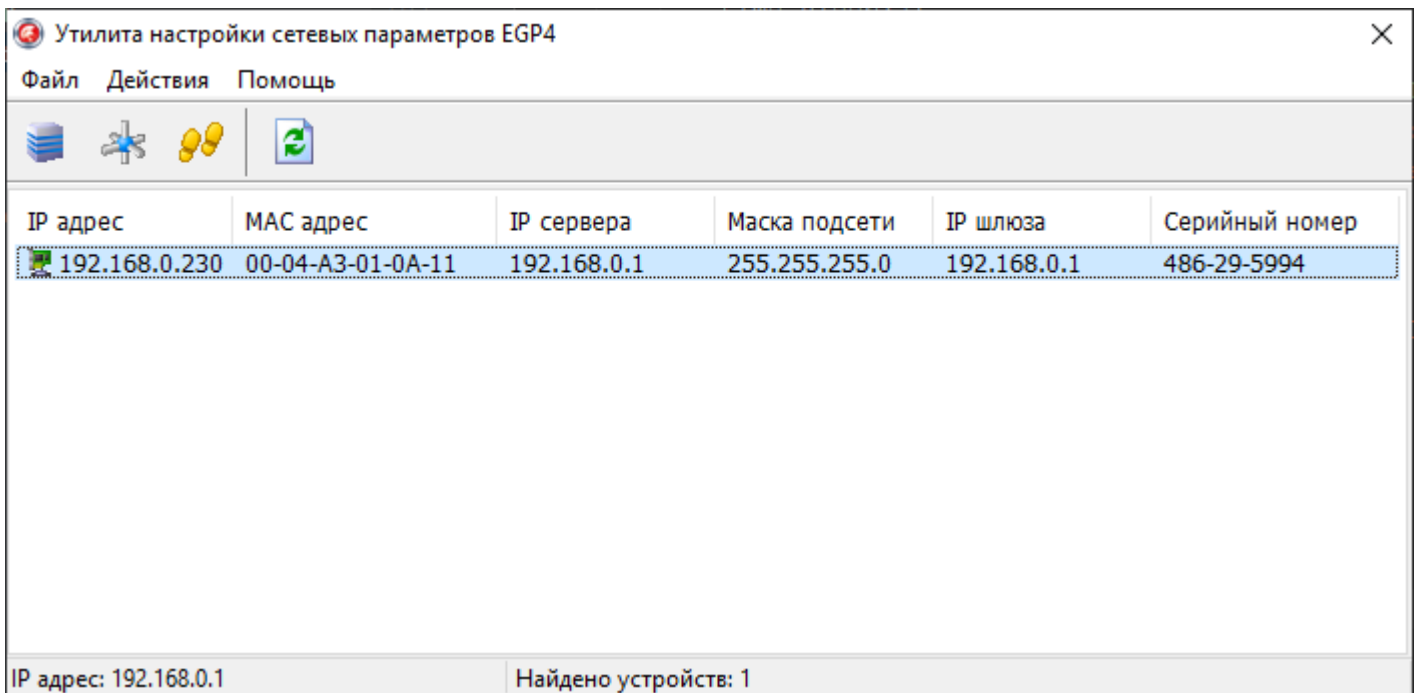 Утилита настройки сетевых параметров EGP4
Файл Действия Помощь
IP адрес MAC адрес IP сервера Маска подсети IP шлюза Серийный номер
192.168.0.230 00-04-A3-01-0A-11 192.168.0.1 255.255.255.0 192.168.0.1 486-29-5994
IP адрес: 192.168.0.1 Найдено устройств: 1